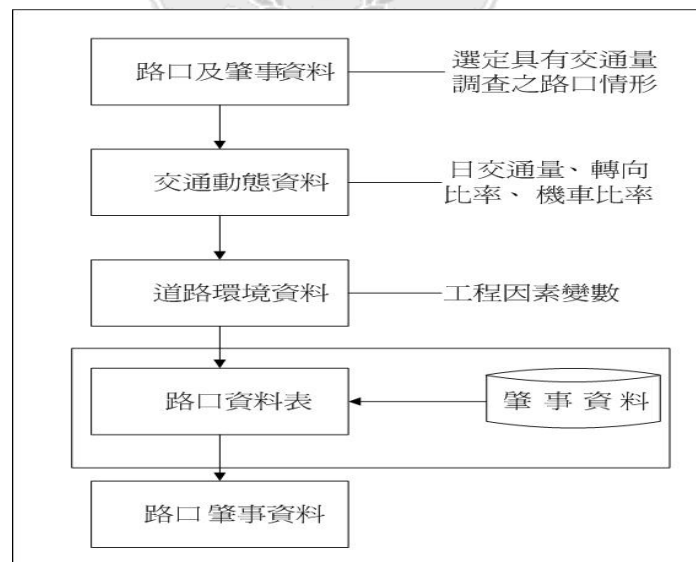 路口及肇事資料
選定具有交通量
調查之路口情形
交通動態資料
日交通量、轉向
比率、機車比率
道路環境資料
工程因素變數
路口資料表
肇事資料
路口肇事資料